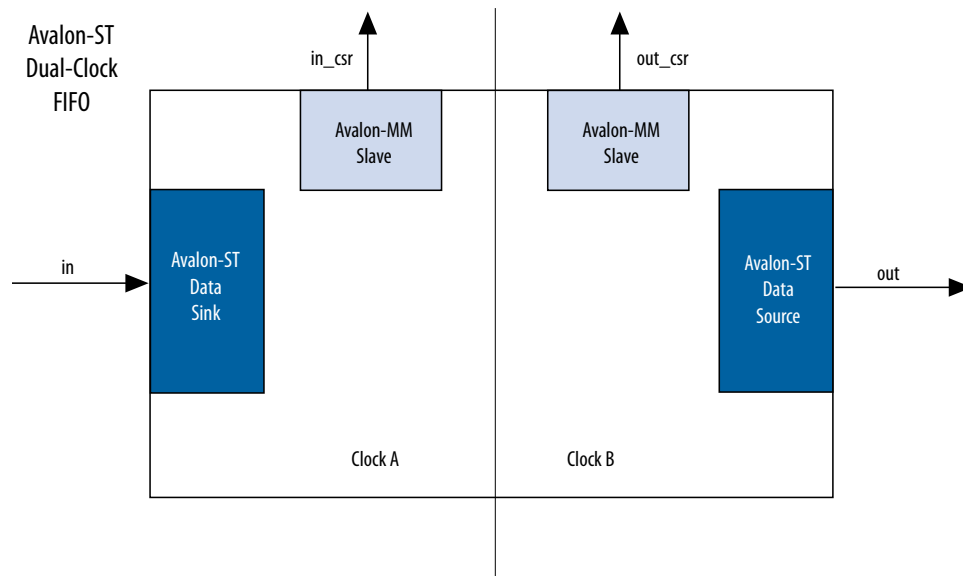 Avalon-ST
Dual-Clock
FIFO
in_csr
out_csr
Avalon-MM
Slave
Avalon-MM
Slave
in
Avalon-ST
Data
Sink
Avalon-ST
Data
Source
out
Clock A
Clock B